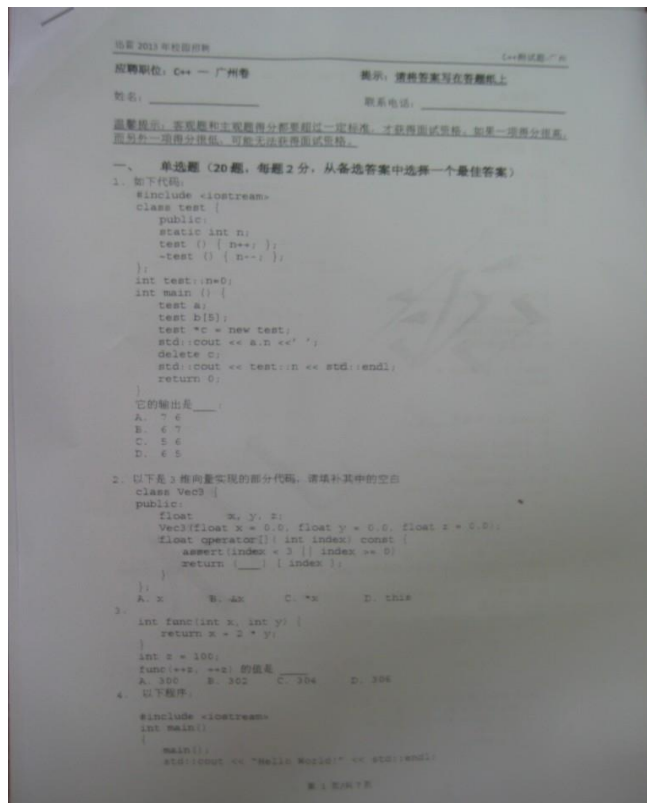 迅雷 2013 年校园招聘
C++测试题-广州
应聘职位：C++ — 广州卷 提示：请将答案写在答题纸上
姓名：____ 联系电话：____
温馨提示：客观题和主观题得分都要超过一定标准，才获得面试资格。如果一项得分很高，
而另外一项得分很低，可能无法获得面试资格。
一、 单选题（20 题，每题 2 分，从备选答案中选择一个最佳答案）
1. 如下代码：
#include <iostream>
class test {
public:
static int n;
test () { n++; };
~test () { n--; };
};
int test::n=0;
int main () {
test a;
test b[5];
test *c = new test;
std::cout << a.n <<' ';
delete c;
std::cout << test::n << std::endl;
return 0;
}
它的输出是____：
A. 7 6
B. 6 7
C. 5 6
D. 6 5
2. 以下是 3 维向量实现的部分代码，请填补其中的空白
class Vec3 {
public:
float x, y, z;
Vec3(float x = 0.0, float y = 0.0, float z = 0.0);
float operator[]( int index) const {
assert(index < 3 || index >= 0)
return (____) [ index ];
}
};
A. x B. &x C. *x D. this
3.
int func(int x, int y) {
return x + 2 * y;
}
int z = 100;
func(++z, ++z) 的值是 ____
A. 300 B. 302 C. 304 D. 306
4. 以下程序：
#include <iostream>
int main()
{
main();
std::cout << "Hello World!" << std::endl;
第 1 页/共 7 页